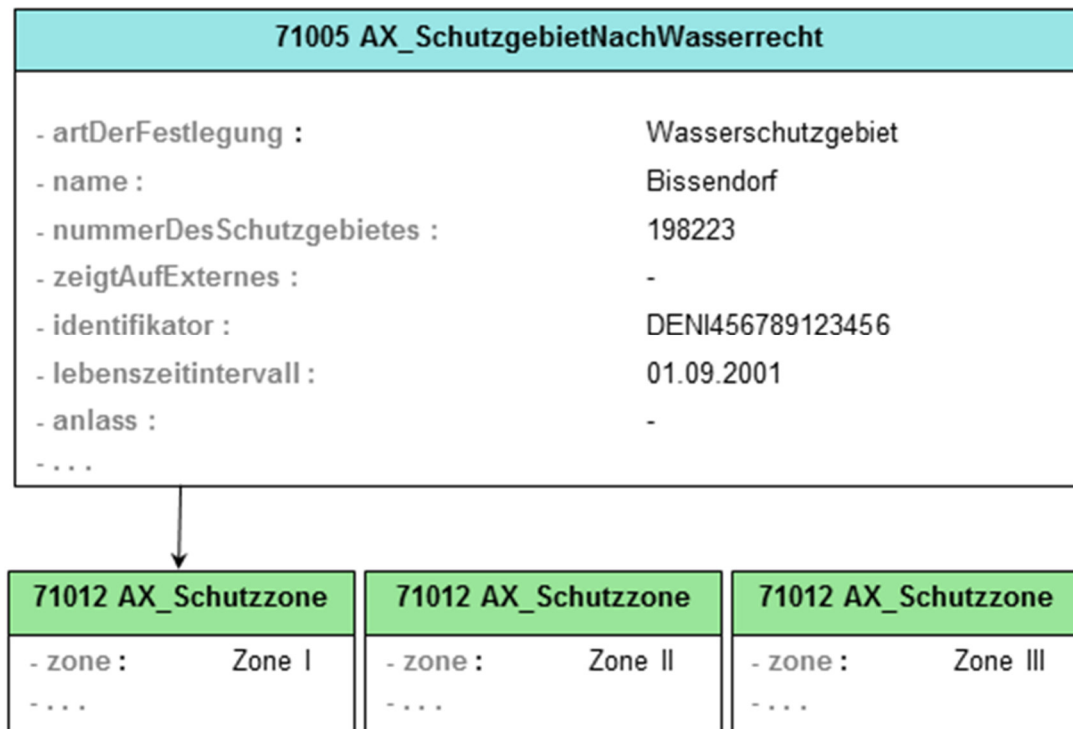 71005 AX_SchutzgebietNachWasserrecht
- artDerFestlegung : Wasserschutzgebiet
- name : Bissendorf
- nummerDesSchutzgebietes : 198223
- zeigtAufExternes : -
- identifikator : DENI456789123456
- lebenszeitintervall : 01.09.2001
- anlass : -
- . . .
71012 AX_Schutzzone 71012 AX_Schutzzone 71012 AX_Schutzzone
- zone : Zone I - zone : Zone II - zone : Zone III
- . . . - . . . - . . .